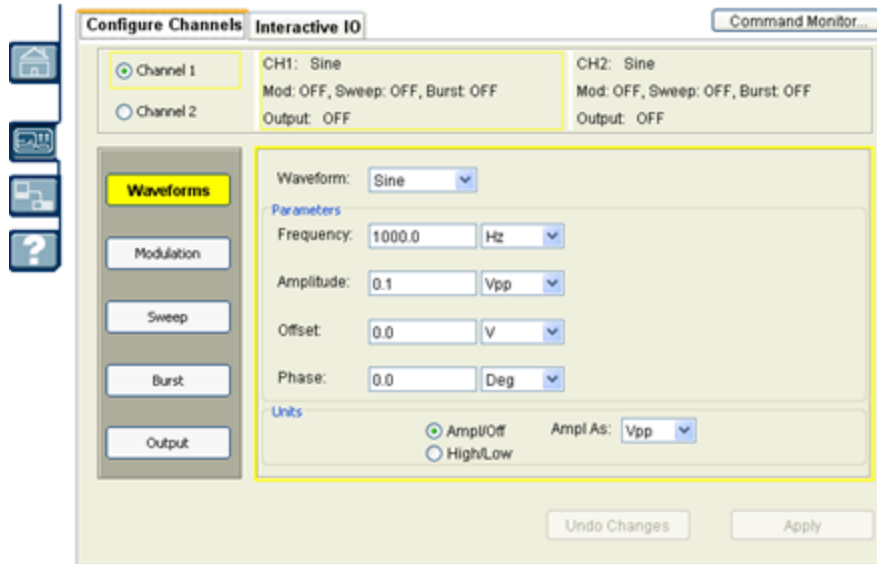 Configure Channels Interactive IO Command Monitor...
Channel 1
Channel 2
CH1: Sine
Mod: OFF, Sweep: OFF, Burst: OFF
Output: OFF
CH2: Sine
Mod: OFF, Sweep: OFF, Burst: OFF
Output: OFF
Waveforms
Modulation
Sweep
Burst
Output
Waveform: Sine
Parameters
Frequency: 1000.0 Hz
Amplitude: 0.1 Vpp
Offset: 0.0 V
Phase: 0.0 Deg
Units
Ampl/Off Ampl As: Vpp
High/Low
Undo Changes Apply